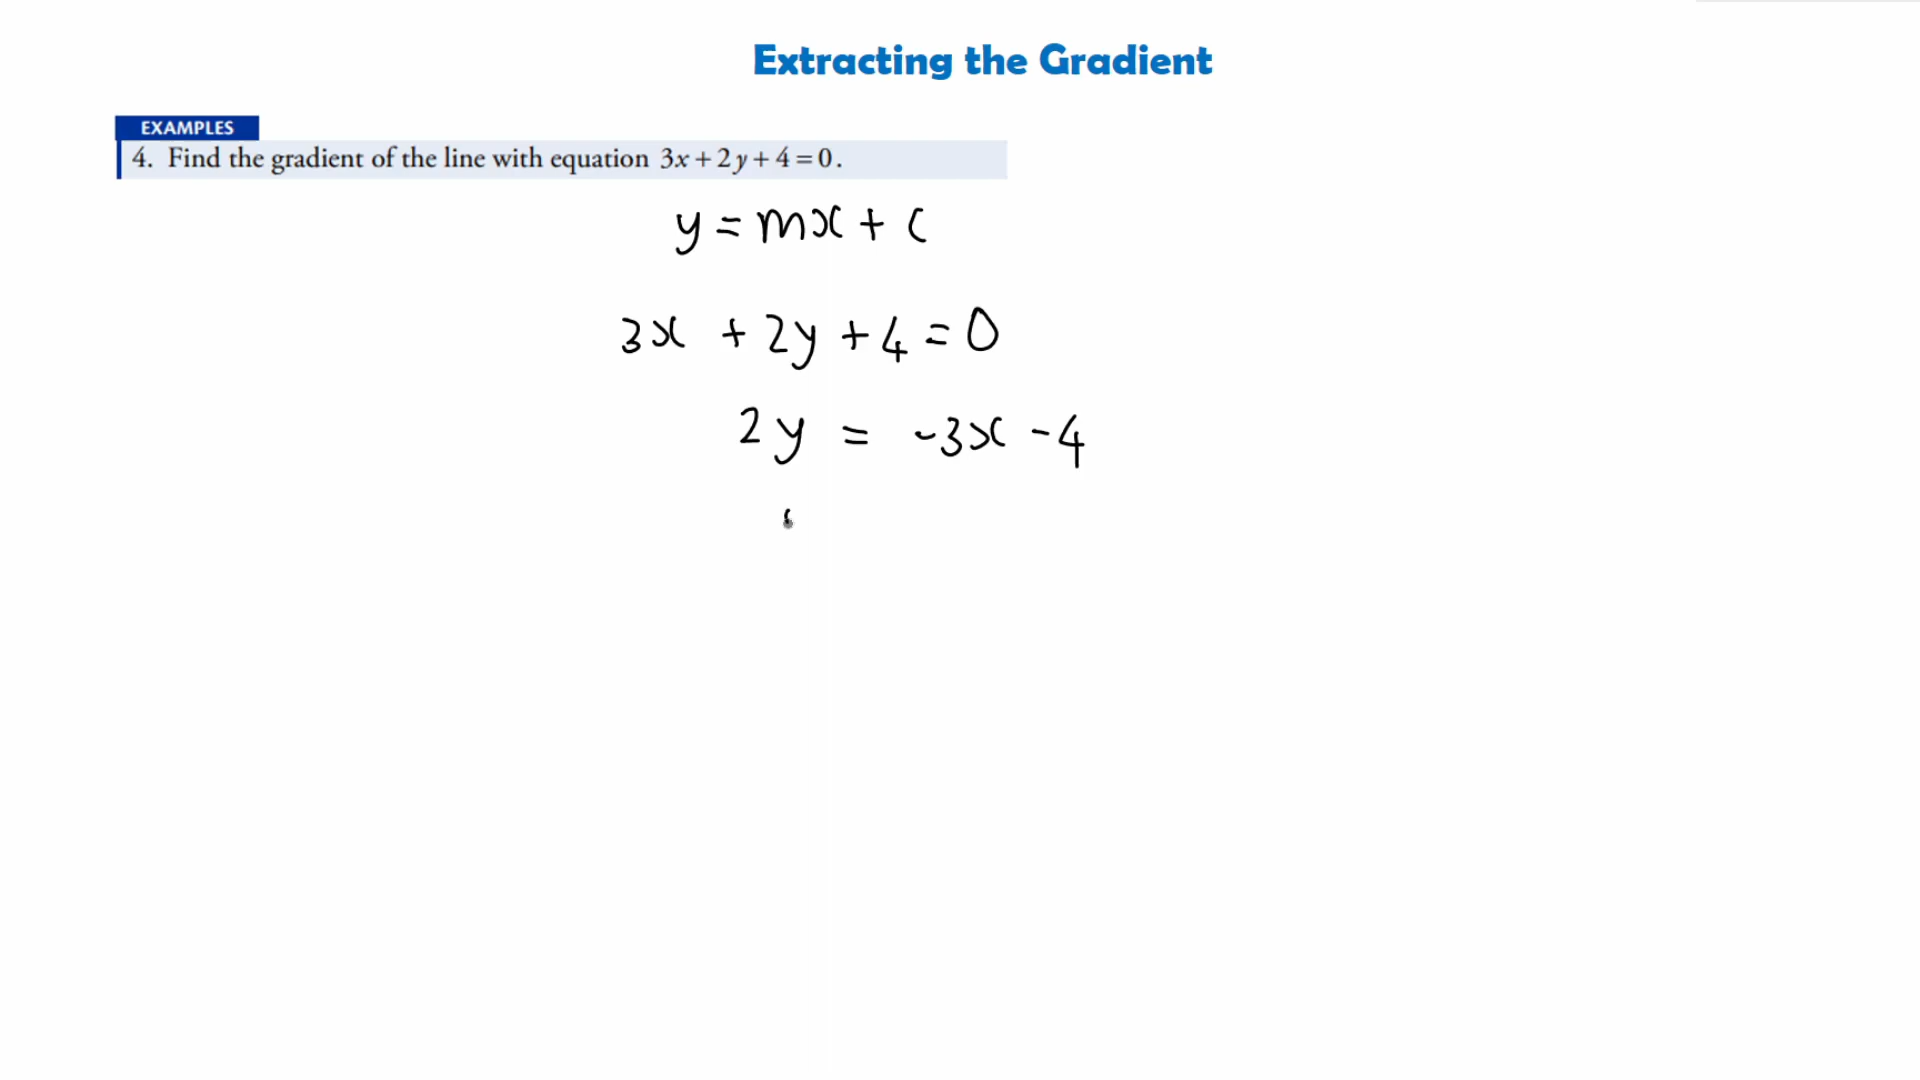 Extracting the Gradient
EXAMPLES
4. Find the gradient of the line with equation 3x + 2y + 4 = 0.
y = mx + c
3x + 2y + 4 = 0
2y = -3x - 4